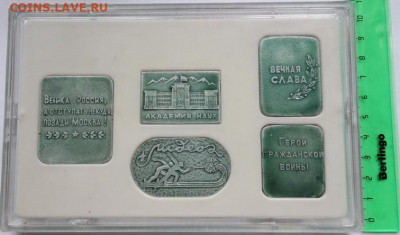 COINS.LAVE.RU
Велика Россия,
а отступать некуда
позади Москва!
АКАДЕМИЯ НАУК
Медео
ВЕЧНАЯ
СЛАВА
ГЕРОИ
ГРАЖДАНСКОЙ
ВОЙНЫ
Berlingo